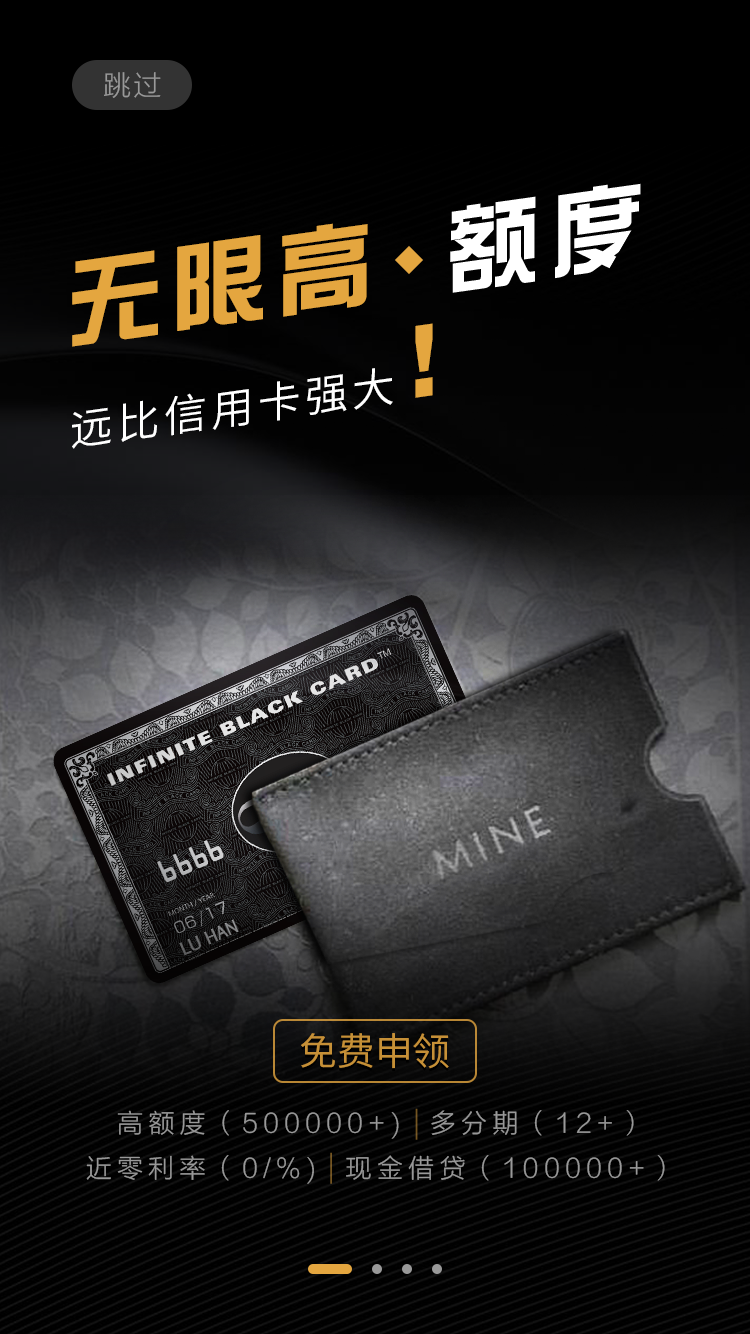 跳过
无限高·额度
远比信用卡强大!
INFINITE BLACK CARD™
6666
MONTH/YEAR
06/17
LU HAN
MINE
免费申领
高额度(500000+)|多分期(12+)
近零利率(0/%)|现金借贷(100000+)